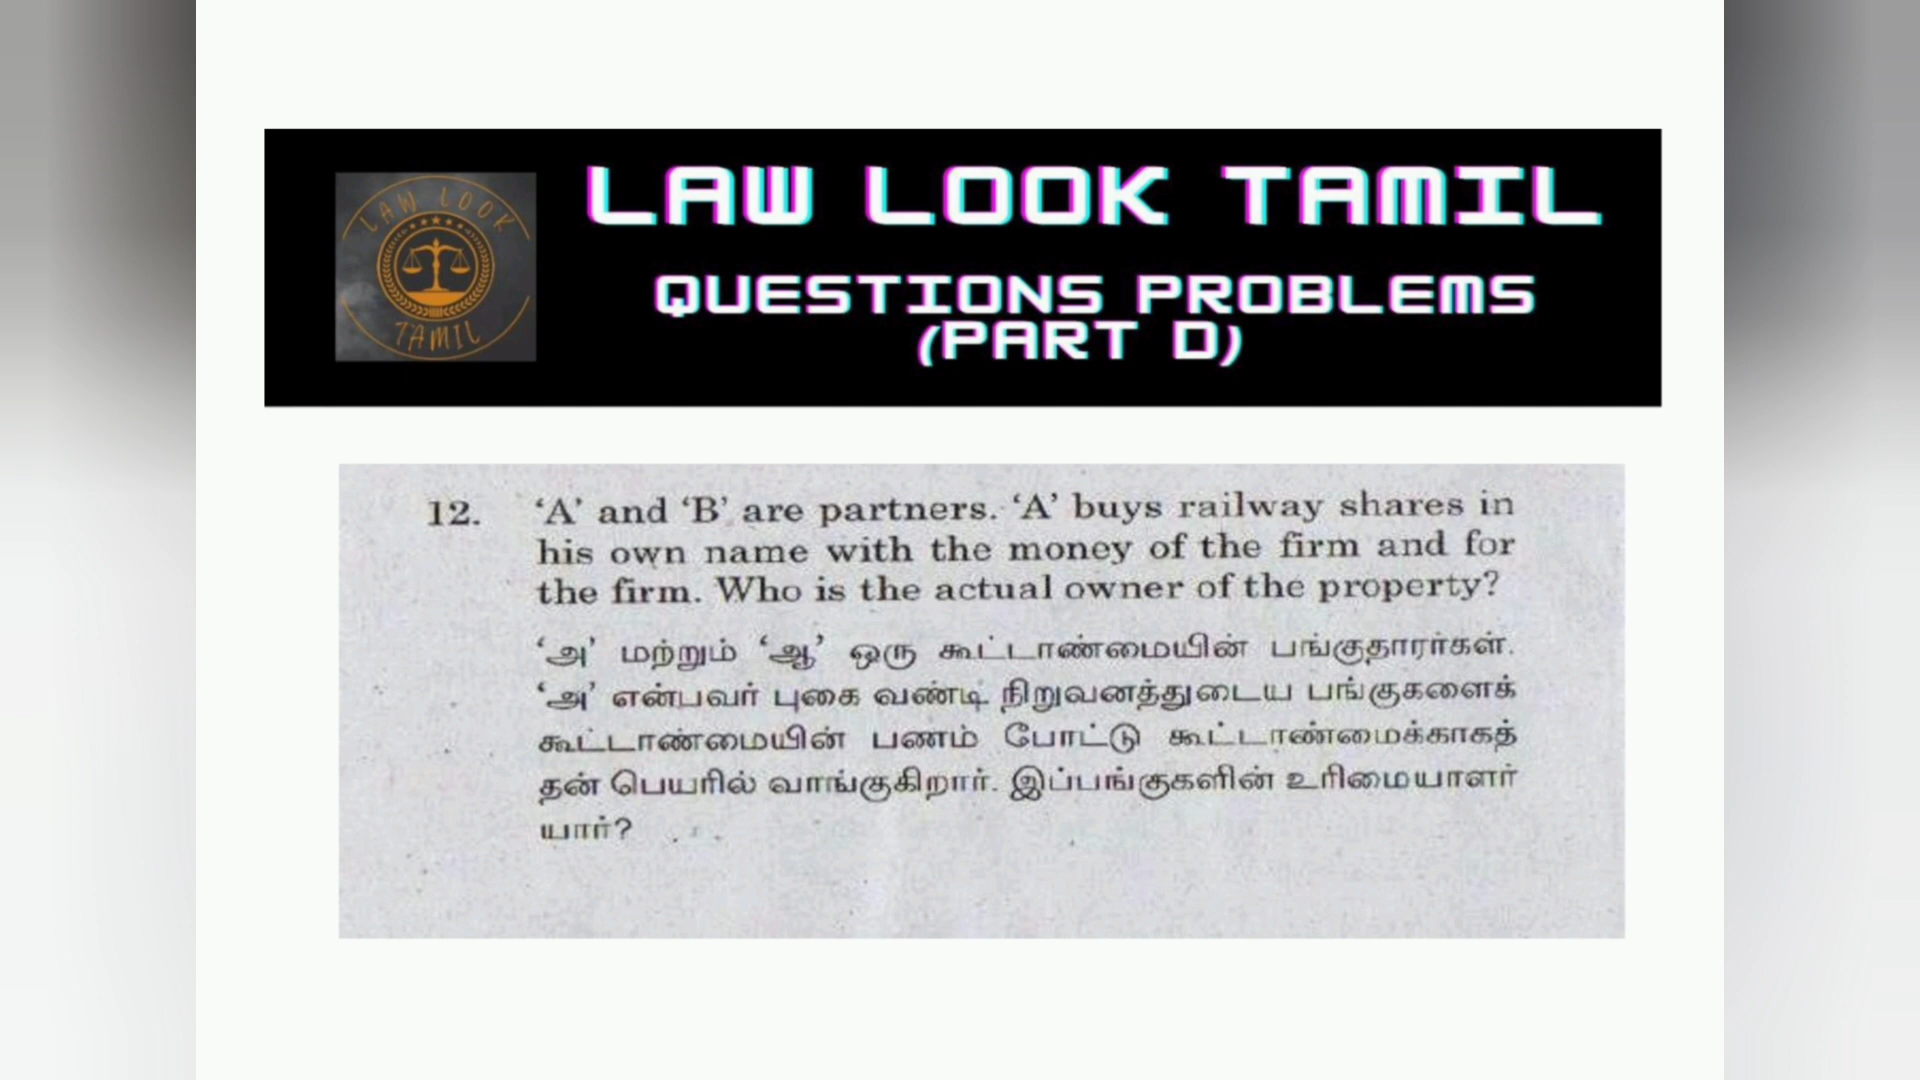 LAW LOOK
TAMIL
LAW LOOK TAMIL
QUESTIONS PROBLEMS
(PART D)
12. 'A' and 'B' are partners. 'A' buys railway shares in
his own name with the money of the firm and for
the firm. Who is the actual owner of the property?
'அ' மற்றும் 'ஆ' ஒரு கூட்டாண்மையின் பங்குதாரர்கள்.
'அ' என்பவர் புகை வண்டி நிறுவனத்துடைய பங்குகளைக்
கூட்டாண்மையின் பணம் போட்டு கூட்டாண்மைக்காகத்
தன் பெயரில் வாங்குகிறார். இப்பங்குகளின் உரிமையாளர்
யார்?